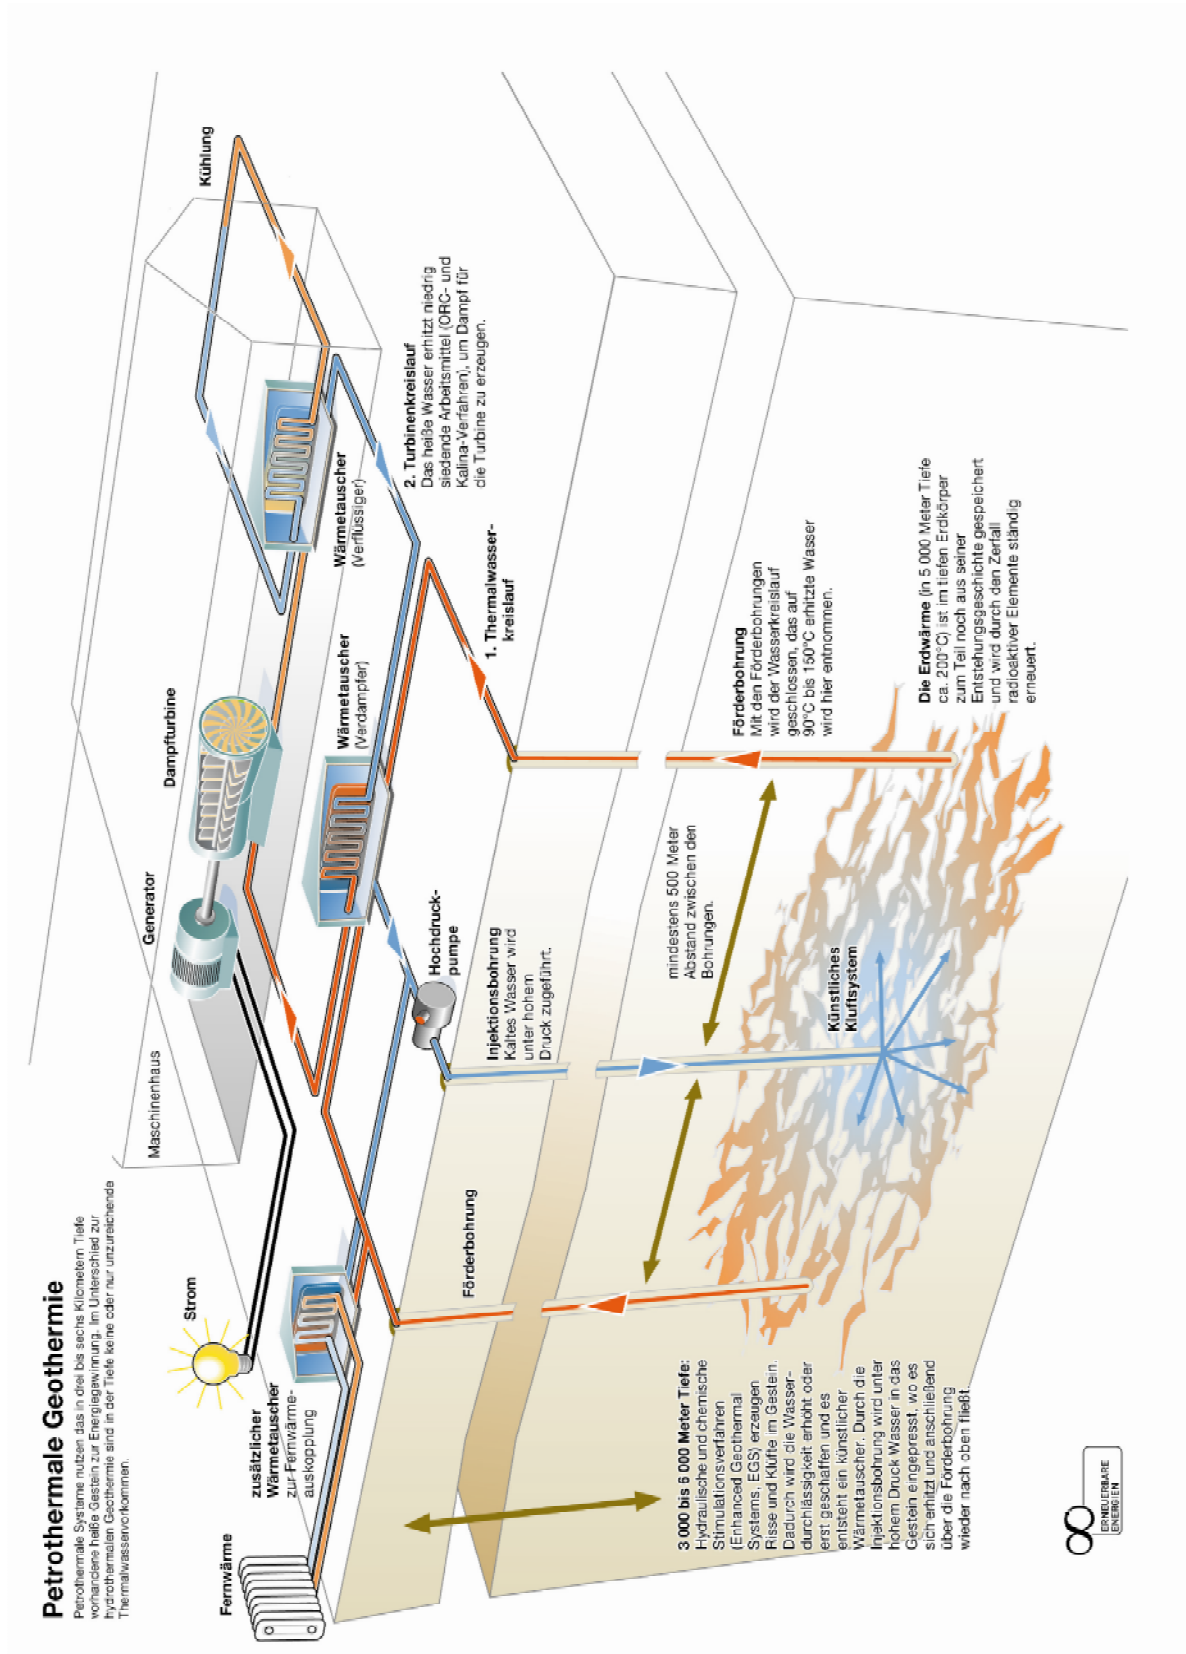 Petrothermale Geothermie
Petrothermale Systeme nutzen das in drei bis sechs Kilometern Tiefe
vorhandene heiße Gestein zur Energiegewinnung. Im Unterschied zur
hydrothermalen Geothermie sind in der Tiefe keine oder nur unzureichende
Thermalwasservorkommen.
Fernwärme
zusätzlicher
Wärmetauscher
zur Fernwärme-
auskopplung
Strom
Maschinenhaus
Generator
Dampfturbine
Kühlung
Wärmetauscher
(Verdampfer)
Wärmetauscher
(Verflüssiger)
2. Turbinenkreislauf
Das heiße Wasser erhitzt niedrig
siedende Arbeitsmittel (ORC- und
Kalina-Verfahren), um Dampf für
die Turbine zu erzeugen.
1. Thermalwasser-
kreislauf
Hochdruck-
pumpe
Injektionsbohrung
Kaltes Wasser wird
unter hohem
Druck zugeführt.
Förderbohrung
mindestens 500 Meter
Abstand zwischen den
Bohrungen.
Förderbohrung
Mit den Förderbohrungen
wird der Wasserkreislauf
geschlossen, das auf
90°C bis 150°C erhitzte Wasser
wird hier entnommen.
3 000 bis 6 000 Meter Tiefe:
Hydraulische und chemische
Stimulationsverfahren
(Enhanced Geothermal
Systems, EGS) erzeugen
Risse und Klüfte im Gestein.
Dadurch wird die Wasser-
durchlässigkeit erhöht oder
erst geschaffen und es
entsteht ein künstlicher
Wärmetauscher. Durch die
Injektionsbohrung wird unter
hohem Druck Wasser in das
Gestein eingepresst, wo es
sich erhitzt und anschließend
über die Förderbohrung
wieder nach oben fließt.
Künstliches
Kluftsystem
Die Erdwärme (in 5 000 Meter Tiefe
ca. 200°C) ist im tiefen Erdkörper
zum Teil noch aus seiner
Entstehungsgeschichte gespeichert
und wird durch den Zerfall
radioaktiver Elemente ständig
erneuert.
ERNEUERBARE
ENERGIEN